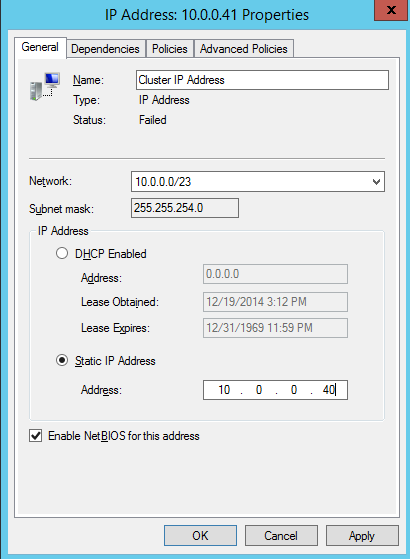 IP Address: 10.0.0.41 Properties
x
General Dependencies Policies Advanced Policies
Name: Cluster IP Address
Type: IP Address
Status: Failed
Network: 10.0.0.0/23
Subnet mask: 255.255.254.0
IP Address
DHCP Enabled
Address: 0.0.0.0
Lease Obtained: 12/19/2014 3:12 PM
Lease Expires: 12/31/1969 11:59 PM
Static IP Address
Address: 10 . 0 . 0 . 40
Enable NetBIOS for this address
OK Cancel Apply